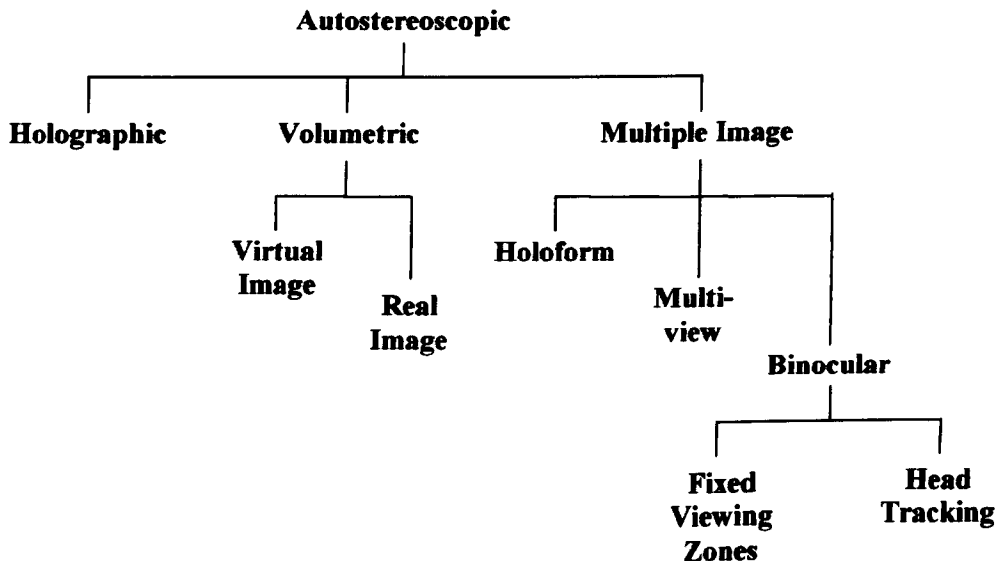 Autostereoscopic
Holographic
Volumetric
Multiple Image
Virtual
Image
Real
Image
Holoform
Multi-
view
Binocular
Fixed
Viewing
Zones
Head
Tracking